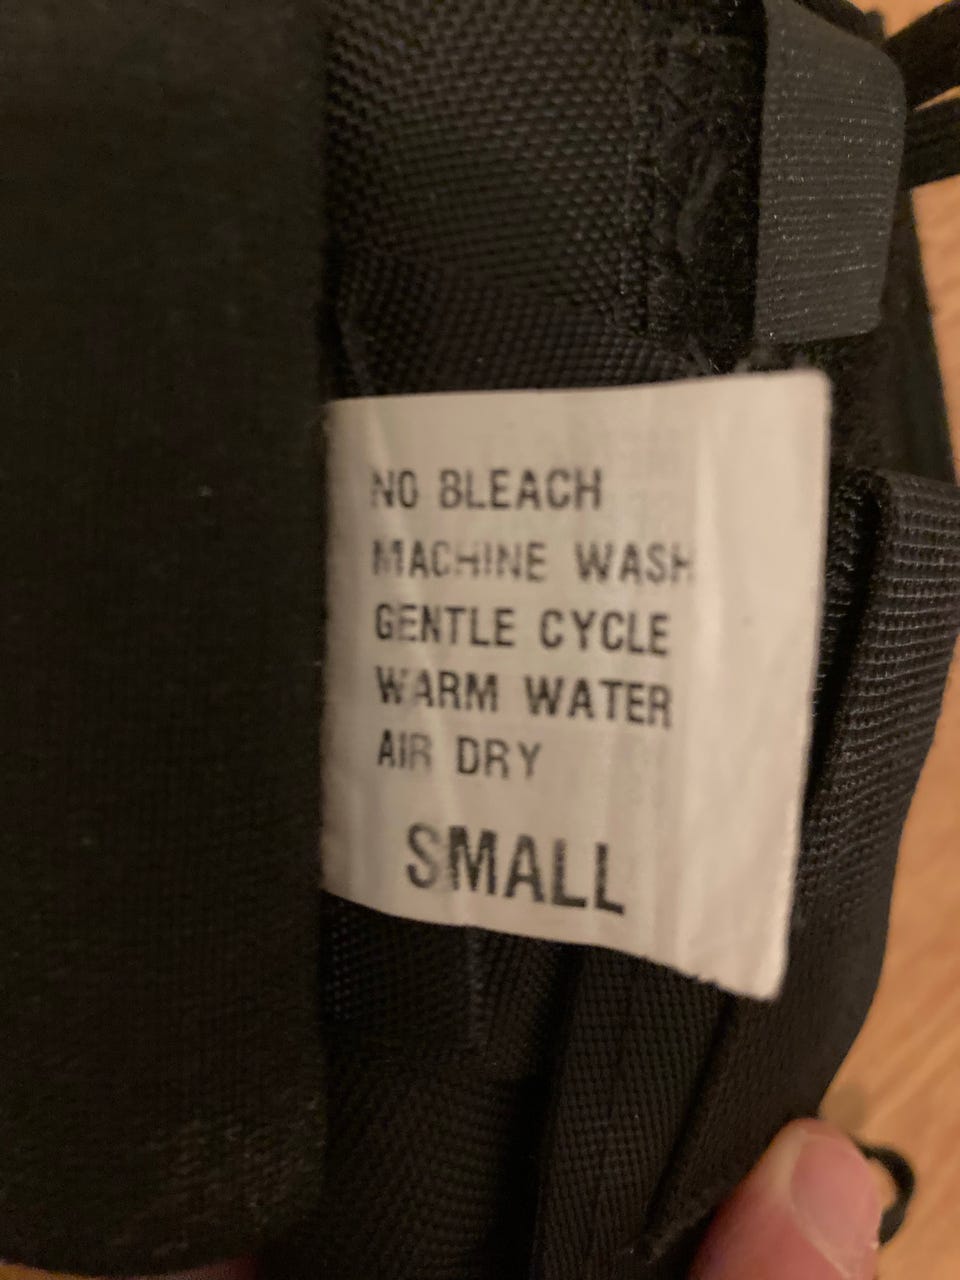 NO BLEACH
MACHINE WASH
GENTLE CYCLE
WARM WATER
AIR DRY
SMALL